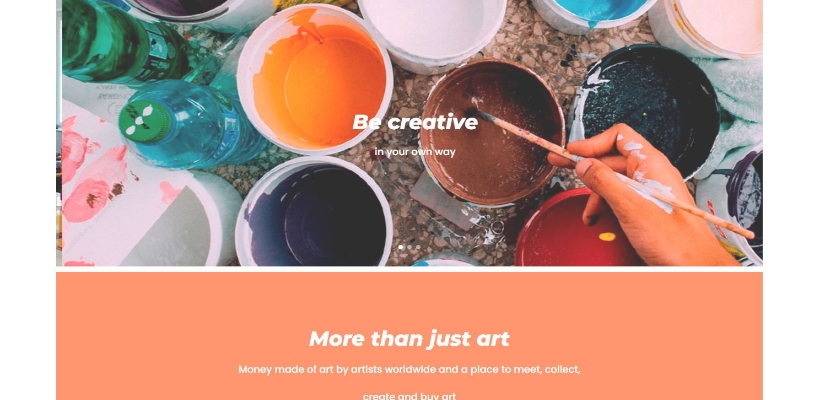 Be creative
in your own way
More than just art
Money made of art by artists worldwide and a place to meet, collect,
create and buy art